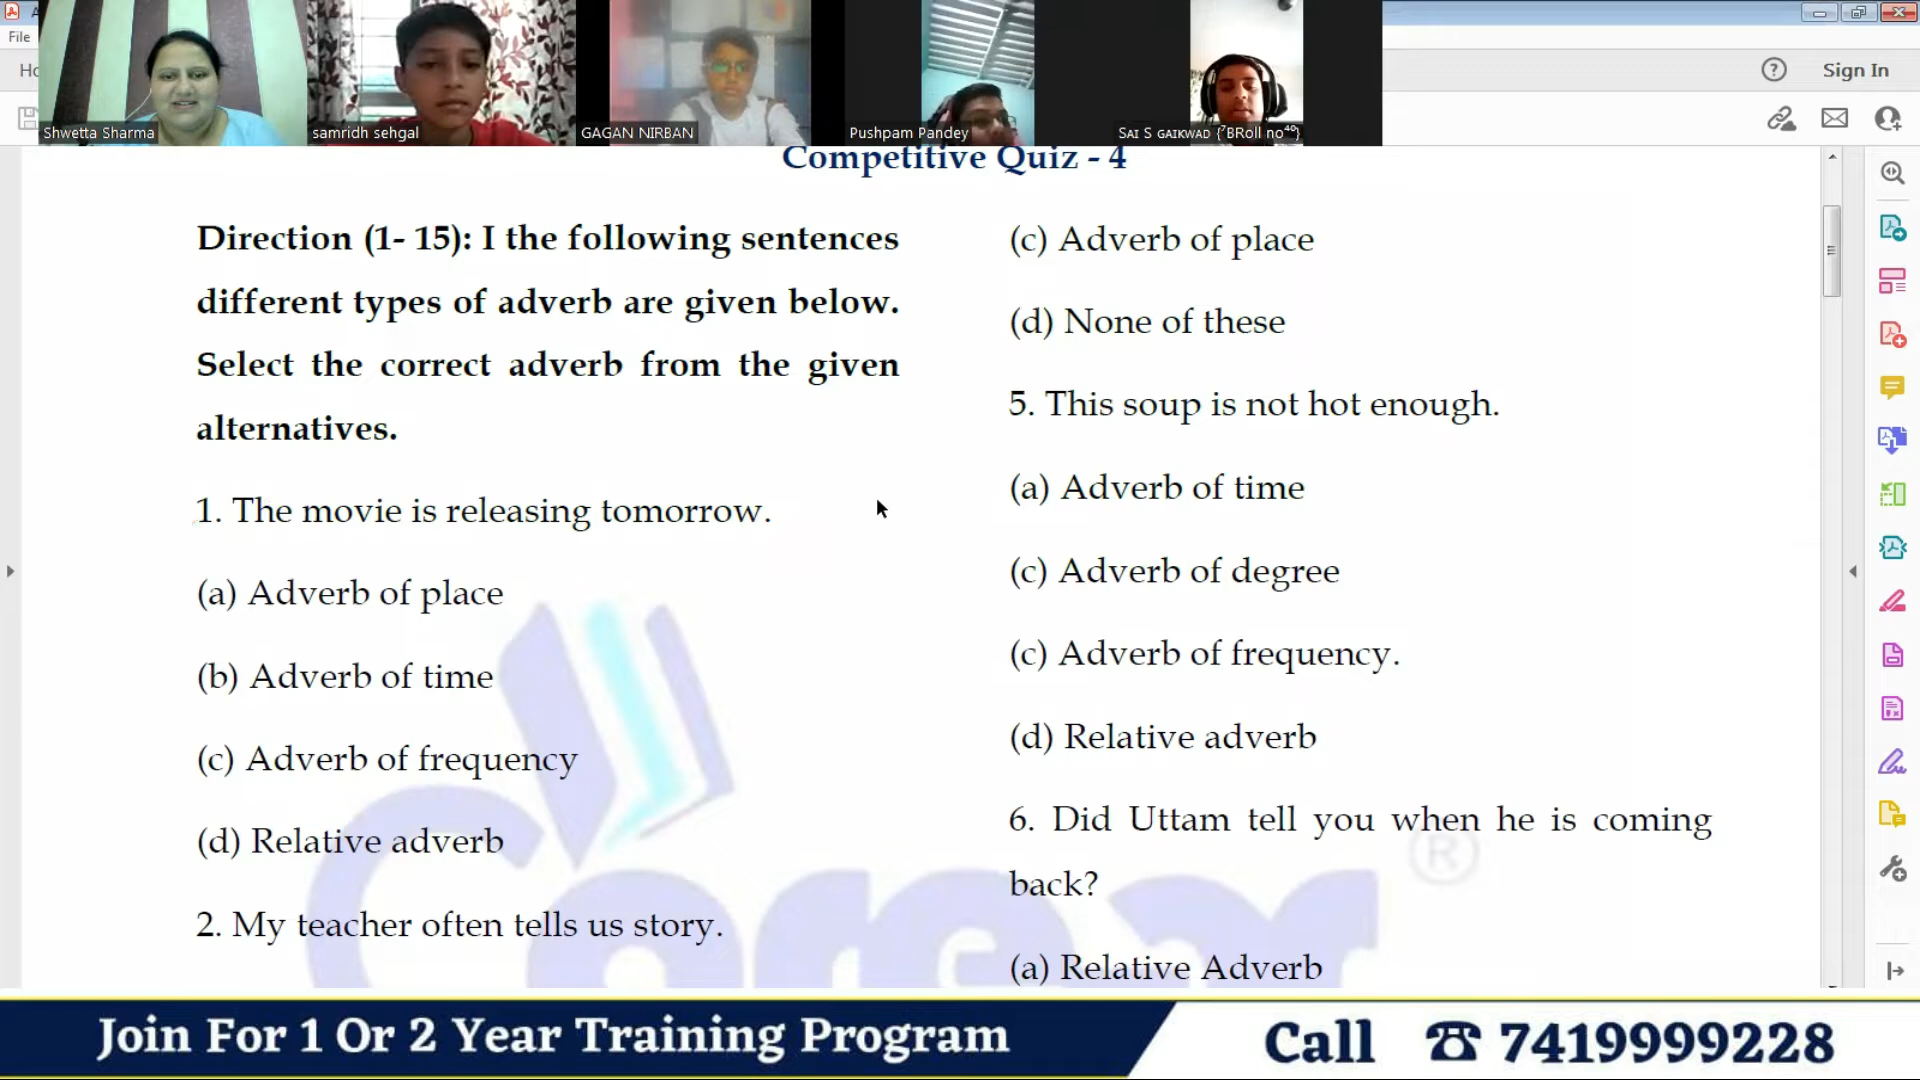 File
Sign In
Shwetta Sharma
samridh sehgal
GAGAN NIRBAN
Pushpam Pandey
SAI S GAIKWAD {⁷BRoll no⁴⁰}
Competitive Quiz - 4
Direction (1- 15): I the following sentences
different types of adverb are given below.
Select the correct adverb from the given
alternatives.
1. The movie is releasing tomorrow.
(a) Adverb of place
(b) Adverb of time
(c) Adverb of frequency
(d) Relative adverb
2. My teacher often tells us story.
(c) Adverb of place
(d) None of these
5. This soup is not hot enough.
(a) Adverb of time
(c) Adverb of degree
(c) Adverb of frequency.
(d) Relative adverb
6. Did Uttam tell you when he is coming
back?
(a) Relative Adverb
®
Join For 1 Or 2 Year Training Program
Call ☎ 7419999228